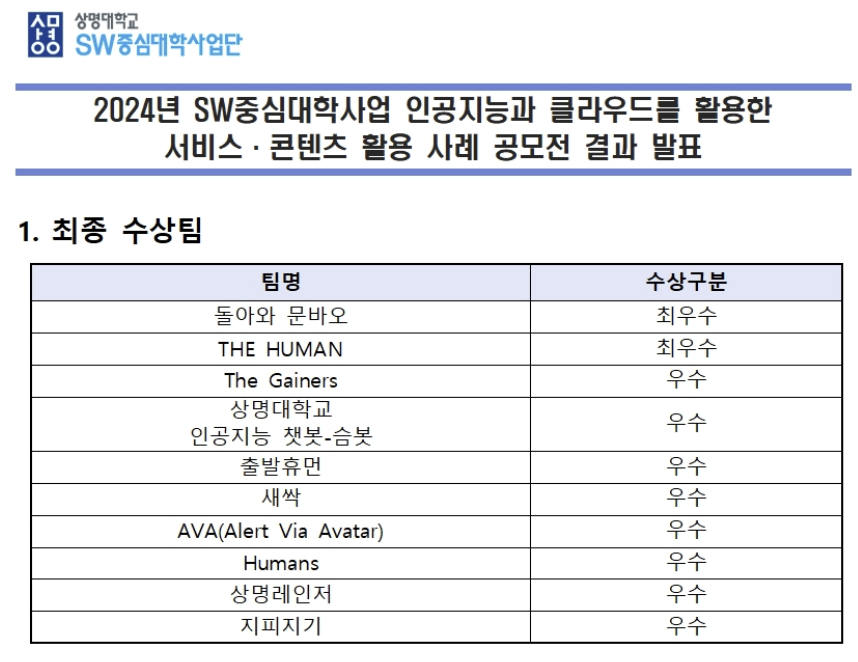 상명대학교
SW중심대학사업단
2024년 SW중심대학사업 인공지능과 클라우드를 활용한
서비스·콘텐츠 활용 사례 공모전 결과 발표
1. 최종 수상팀
팀명 수상구분
돌아와 문바오 최우수
THE HUMAN 최우수
The Gainers 우수
상명대학교
인공지능 챗봇-슴봇 우수
출발휴먼 우수
새싹 우수
AVA(Alert Via Avatar) 우수
Humans 우수
상명레인저 우수
지피지기 우수